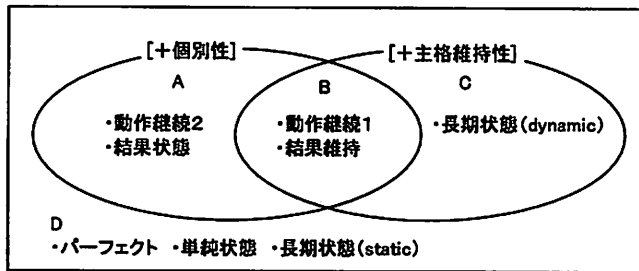 [＋個別性] [＋主格維持性]
A B C
・動作継続2 ・動作継続1 ・長期状態(dynamic)
・結果状態 ・結果維持
D
・パーフェクト ・単純状態 ・長期状態(static)